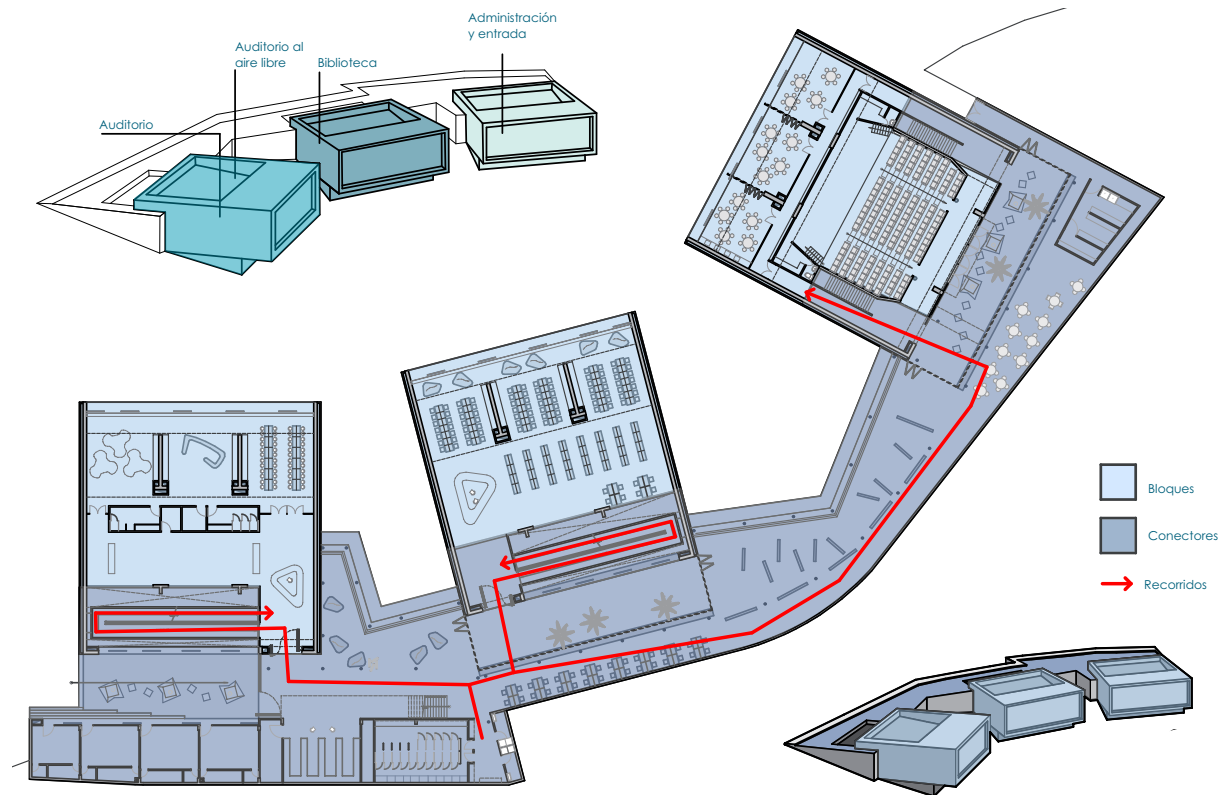 Administración
y entrada
Auditorio al
aire libre
Biblioteca
Auditorio
Bloques
Conectores
Recorridos